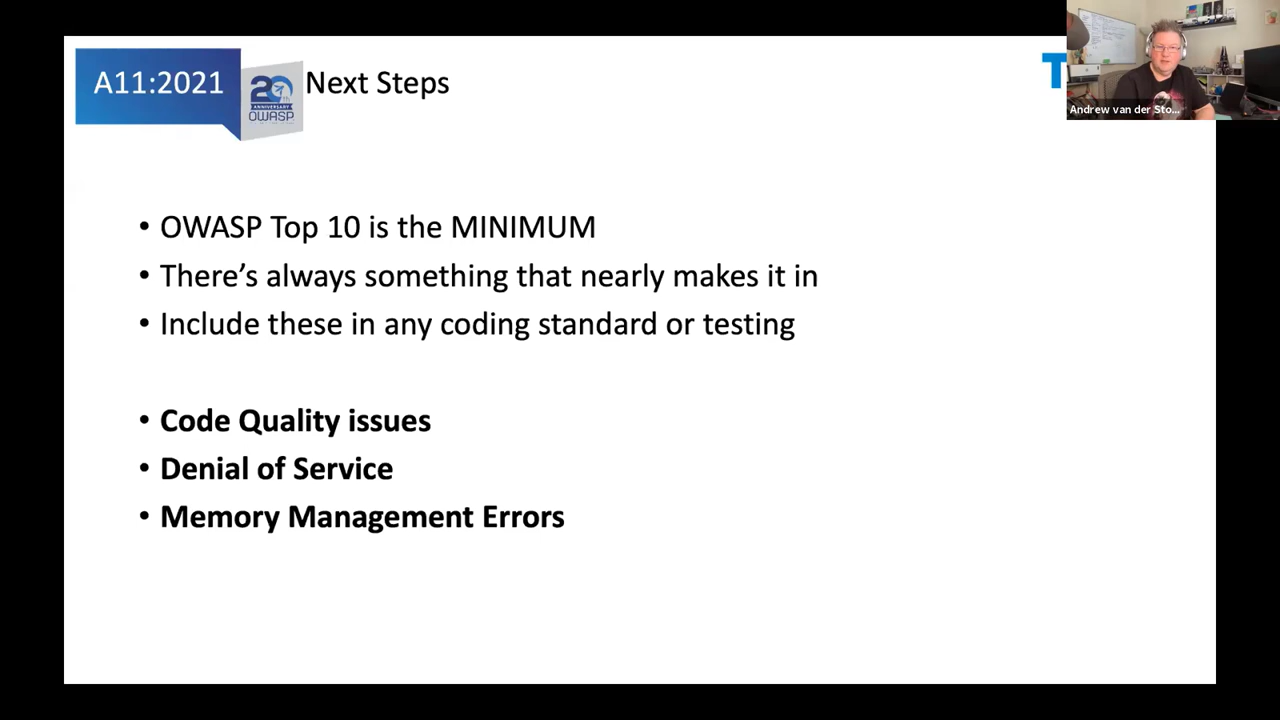 A11:2021
20th
ANNIVERSARY
OWASP
Next Steps
T
Andrew van der Sto...
• OWASP Top 10 is the MINIMUM
• There’s always something that nearly makes it in
• Include these in any coding standard or testing
• Code Quality issues
• Denial of Service
• Memory Management Errors